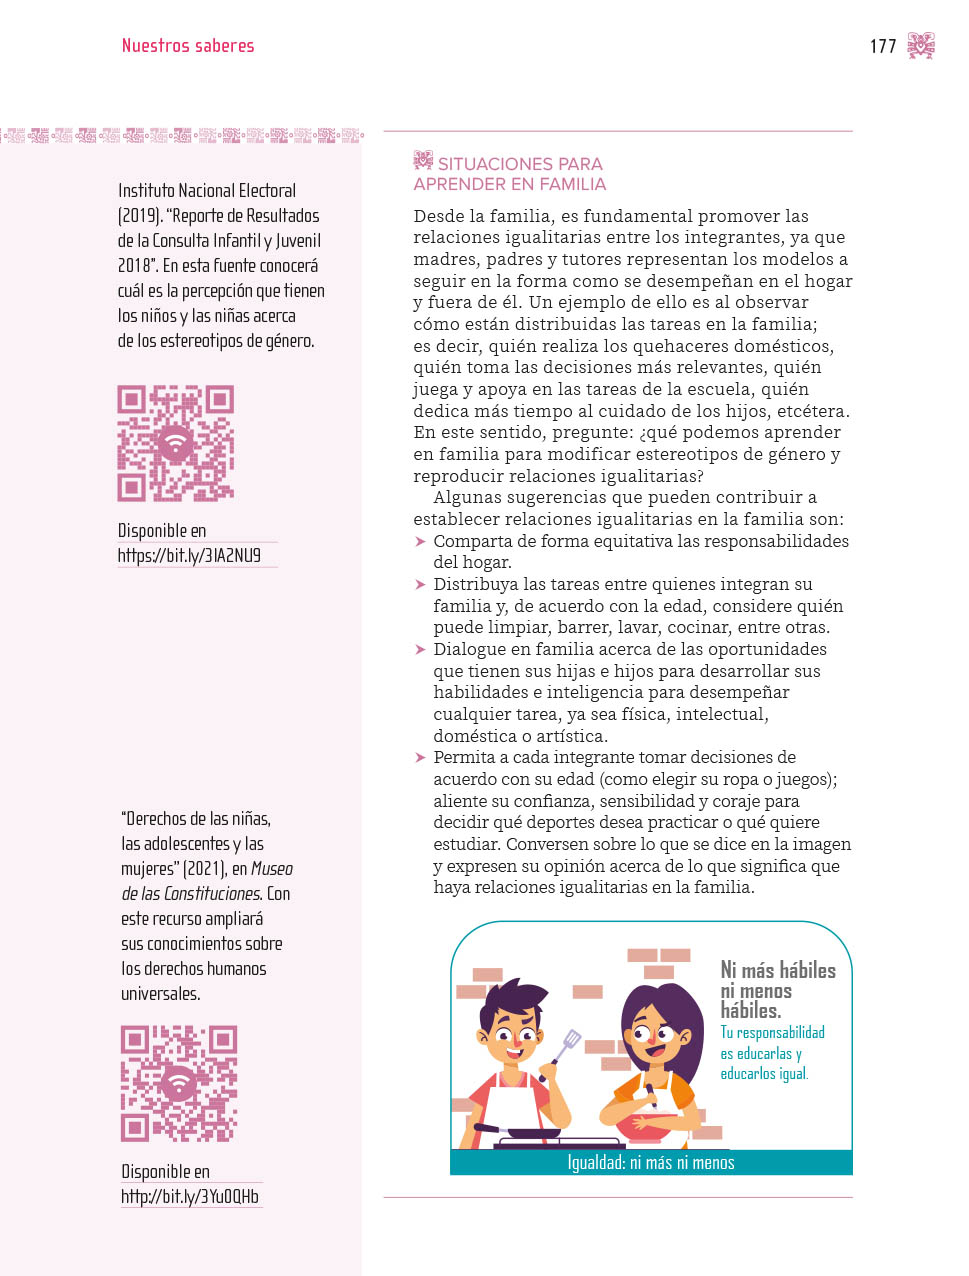 Nuestros saberes
177
Instituto Nacional Electoral
(2019). “Reporte de Resultados
de la Consulta Infantil y Juvenil
2018”. En esta fuente conocerá
cuál es la percepción que tienen
los niños y las niñas acerca
de los estereotipos de género.
Disponible en
https://bit.ly/3IA2NU9
“Derechos de las niñas,
las adolescentes y las
mujeres” (2021), en Museo
de las Constituciones. Con
este recurso ampliará
sus conocimientos sobre
los derechos humanos
universales.
Disponible en
http://bit.ly/3Yu0QHb
SITUACIONES PARA
APRENDER EN FAMILIA
Desde la familia, es fundamental promover las
relaciones igualitarias entre los integrantes, ya que
madres, padres y tutores representan los modelos a
seguir en la forma como se desempeñan en el hogar
y fuera de él. Un ejemplo de ello es al observar
cómo están distribuidas las tareas en la familia;
es decir, quién realiza los quehaceres domésticos,
quién toma las decisiones más relevantes, quién
juega y apoya en las tareas de la escuela, quién
dedica más tiempo al cuidado de los hijos, etcétera.
En este sentido, pregunte: ¿qué podemos aprender
en familia para modificar estereotipos de género y
reproducir relaciones igualitarias?
Algunas sugerencias que pueden contribuir a
establecer relaciones igualitarias en la familia son:
➤ Comparta de forma equitativa las responsabilidades
del hogar.
➤ Distribuya las tareas entre quienes integran su
familia y, de acuerdo con la edad, considere quién
puede limpiar, barrer, lavar, cocinar, entre otras.
➤ Dialogue en familia acerca de las oportunidades
que tienen sus hijas e hijos para desarrollar sus
habilidades e inteligencia para desempeñar
cualquier tarea, ya sea física, intelectual,
doméstica o artística.
➤ Permita a cada integrante tomar decisiones de
acuerdo con su edad (como elegir su ropa o juegos);
aliente su confianza, sensibilidad y coraje para
decidir qué deportes desea practicar o qué quiere
estudiar. Conversen sobre lo que se dice en la imagen
y expresen su opinión acerca de lo que significa que
haya relaciones igualitarias en la familia.
Ni más hábiles
ni menos
hábiles.
Tu responsabilidad
es educarlas y
educarlos igual.
Igualdad: ni más ni menos